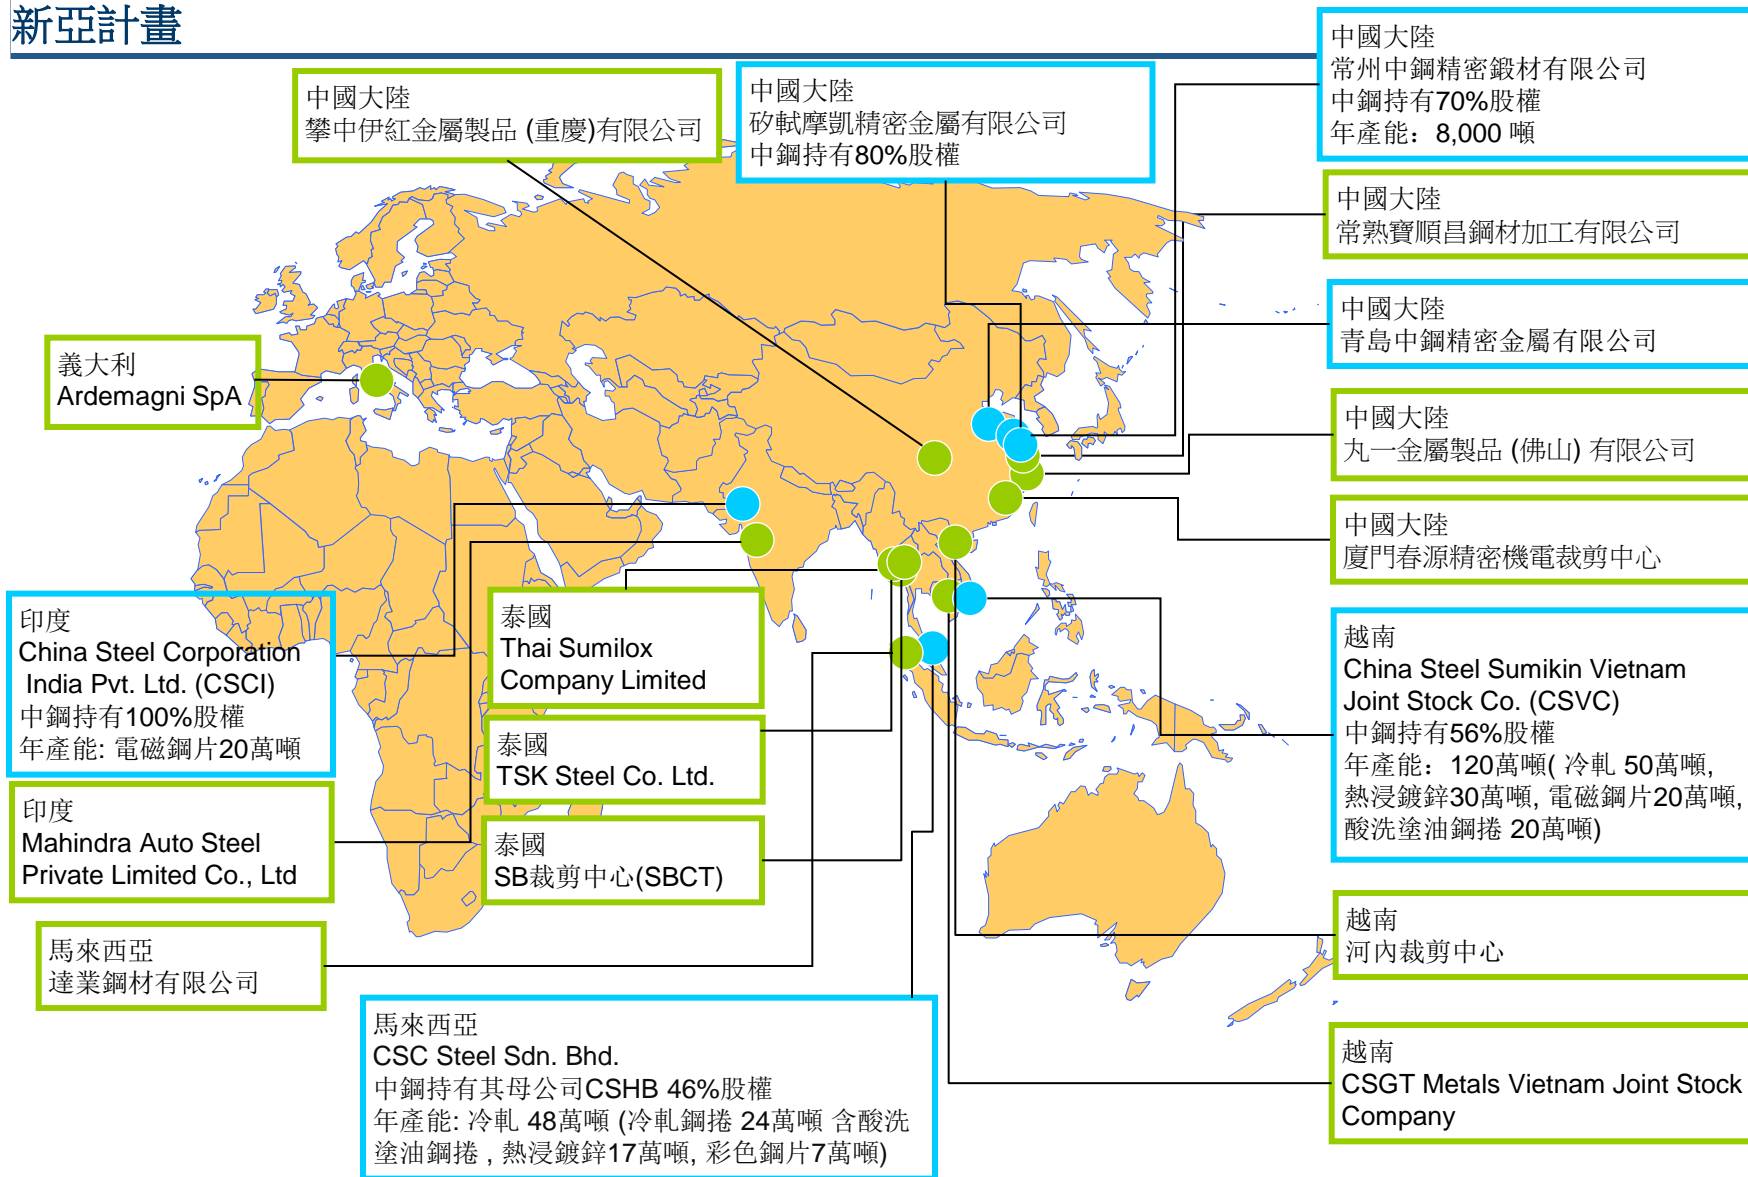 新亞計畫
中國大陸
攀中伊紅金屬製品 (重慶)有限公司
中國大陸
矽軾摩凱精密金屬有限公司
中鋼持有80%股權
中國大陸
常州中鋼精密鍛材有限公司
中鋼持有70%股權
年產能：8,000 噸
中國大陸
常熟寶順昌鋼材加工有限公司
中國大陸
青島中鋼精密金屬有限公司
中國大陸
丸一金屬製品 (佛山) 有限公司
中國大陸
廈門春源精密機電裁剪中心
義大利
Ardemagni SpA
印度
China Steel Corporation
India Pvt. Ltd. (CSCI)
中鋼持有100%股權
年產能: 電磁鋼片20萬噸
印度
Mahindra Auto Steel
Private Limited Co., Ltd
馬來西亞
達業鋼材有限公司
泰國
Thai Sumilox
Company Limited
泰國
TSK Steel Co. Ltd.
泰國
SB裁剪中心(SBCT)
馬來西亞
CSC Steel Sdn. Bhd.
中鋼持有其母公司CSHB 46%股權
年產能: 冷軋 48萬噸 (冷軋鋼捲 24萬噸 含酸洗
塗油鋼捲 , 熱浸鍍鋅17萬噸, 彩色鋼片7萬噸)
越南
China Steel Sumikin Vietnam
Joint Stock Co. (CSVC)
中鋼持有56%股權
年產能：120萬噸( 冷軋 50萬噸,
熱浸鍍鋅30萬噸, 電磁鋼片20萬噸,
酸洗塗油鋼捲 20萬噸)
越南
河內裁剪中心
越南
CSGT Metals Vietnam Joint Stock
Company